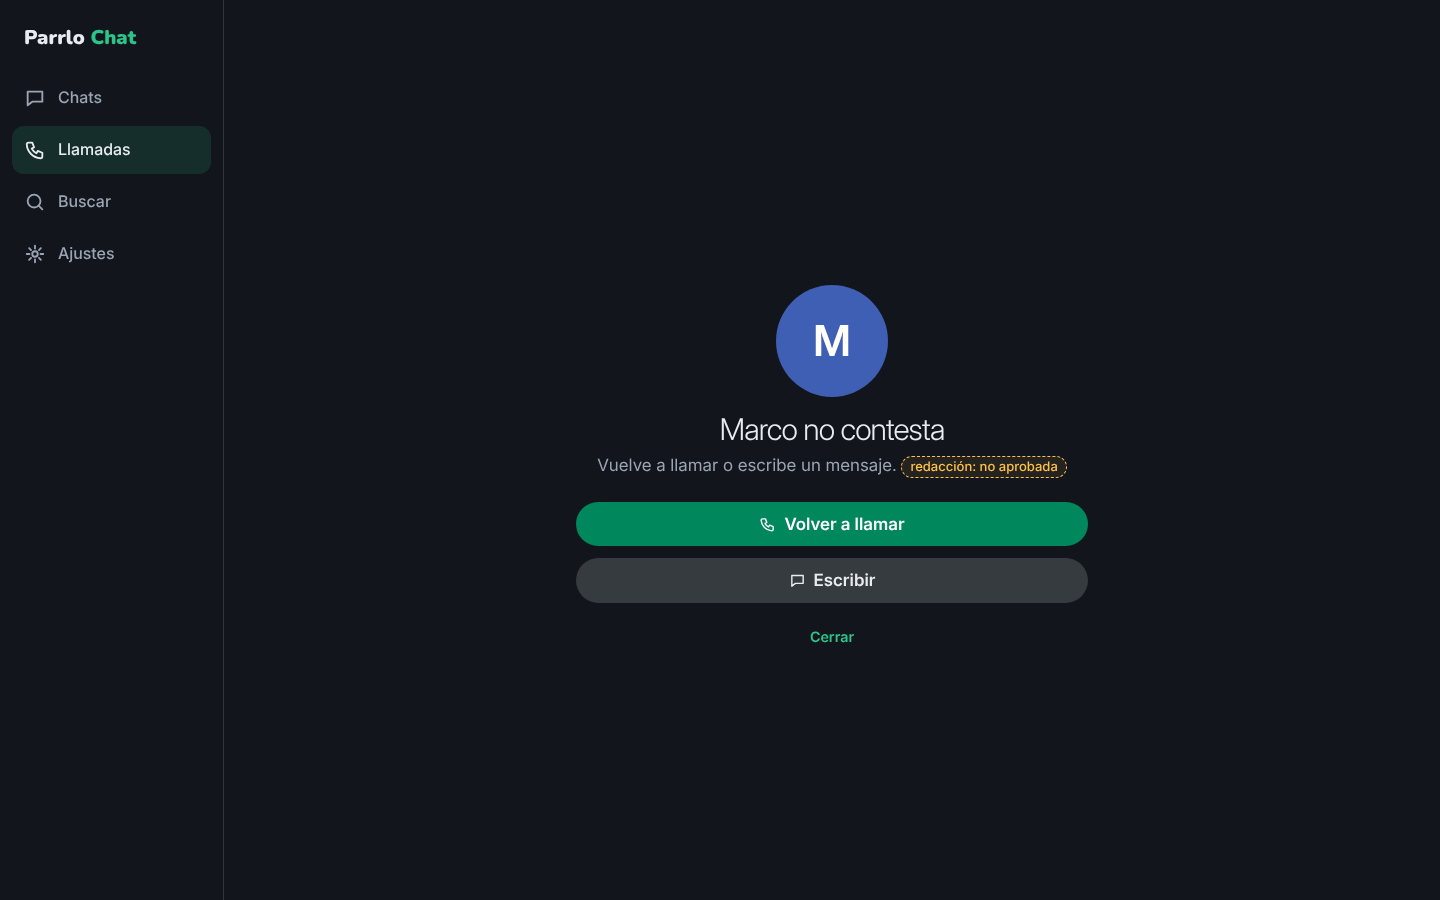 Parrlo Chat
Chats
Llamadas
Buscar
Ajustes
M
Marco no contesta
Vuelve a llamar o escribe un mensaje. redacción: no aprobada
Volver a llamar
Escribir
Cerrar